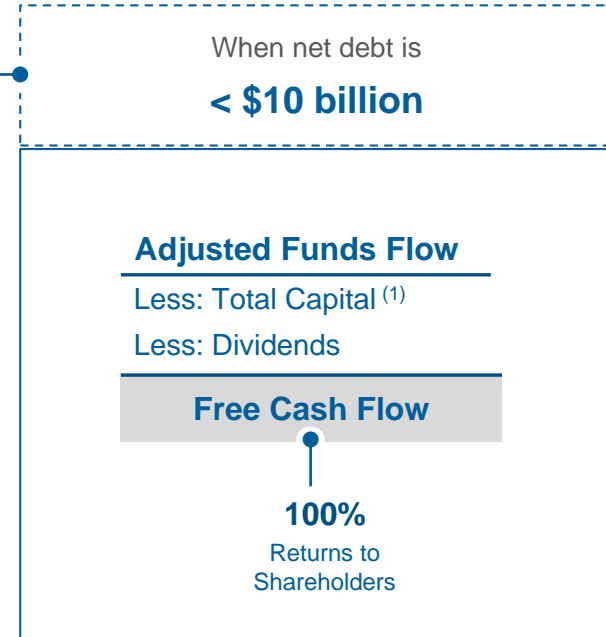 When net debt is
< $10 billion
Adjusted Funds Flow
Less: Total Capital (1)
Less: Dividends
Free Cash Flow
100%
Returns to
Shareholders